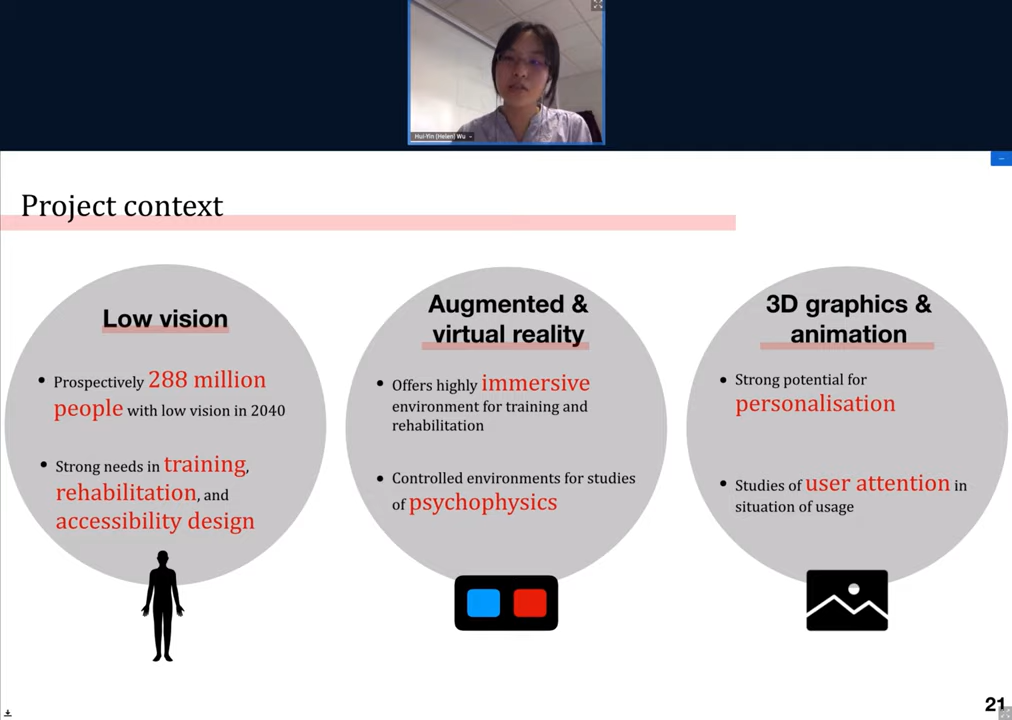 Hui-Yin (Helen) Wu
Project context
Low vision
• Prospectively 288 million
people with low vision in 2040
• Strong needs in training,
rehabilitation, and
accessibility design
Augmented &
virtual reality
• Offers highly immersive
environment for training and
rehabilitation
• Controlled environments for studies
of psychophysics
3D graphics &
animation
• Strong potential for
personalisation
• Studies of user attention in
situation of usage
21